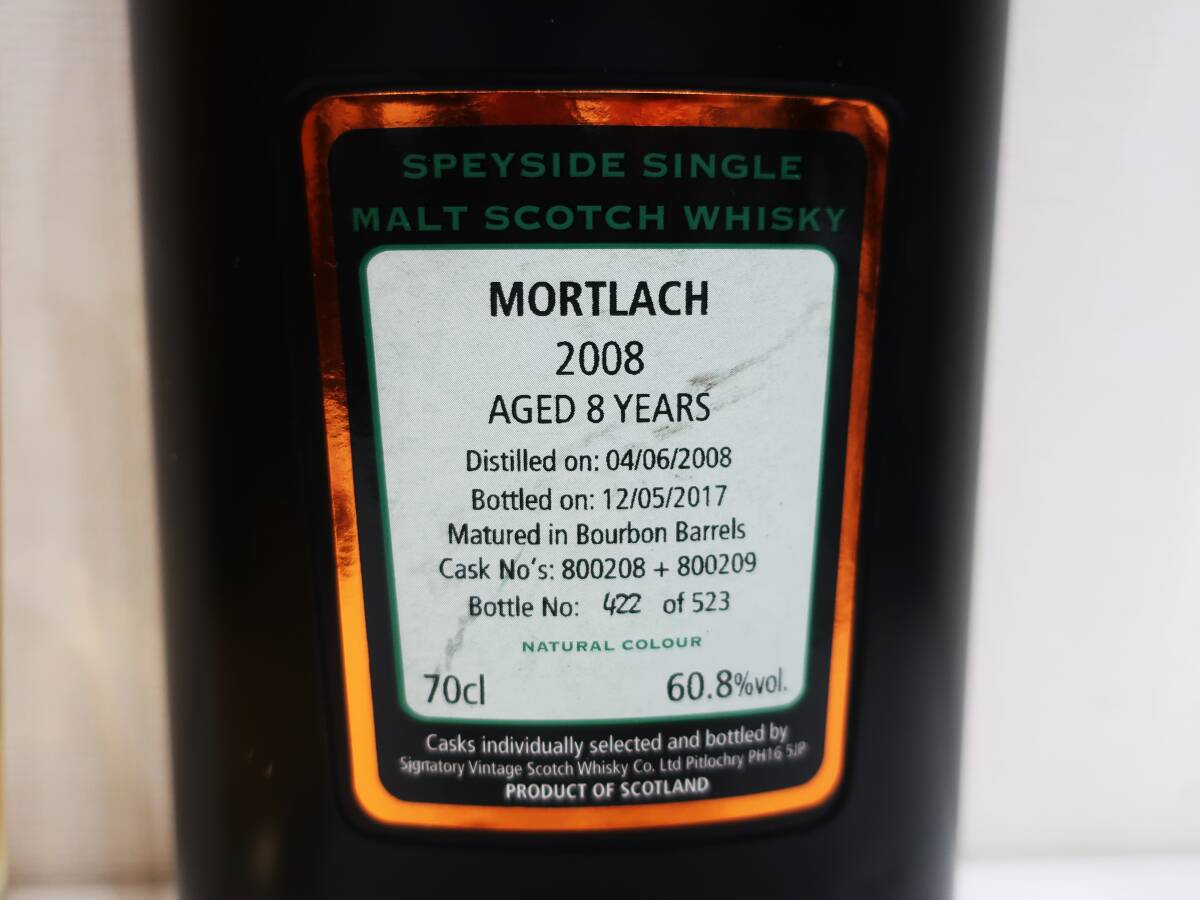 SPEYSIDE SINGLE
MALT SCOTCH WHISKY
MORTLACH
2008
AGED 8 YEARS
Distilled on: 04/06/2008
Bottled on: 12/05/2017
Matured in Bourbon Barrels
Cask No's: 800208 + 800209
Bottle No: 422 of 523
NATURAL COLOUR
70cl 60.8%vol.
Casks individually selected and bottled by
Signatory Vintage Scotch Whisky Co. Ltd Pitlochry PH16 5JP
PRODUCT OF SCOTLAND